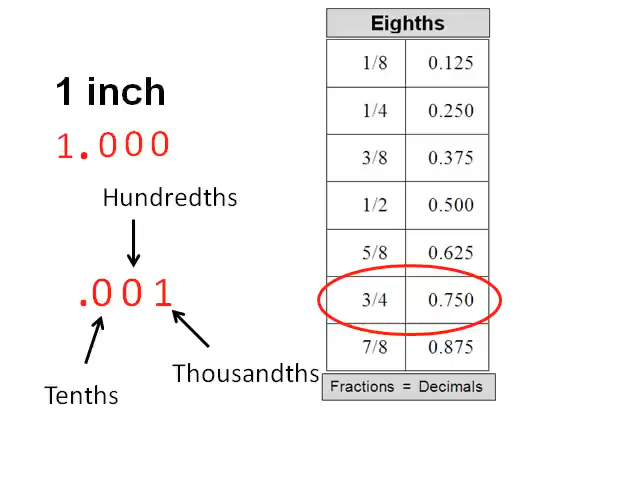 1 inch
1.000
Hundredths
.001
Tenths
Thousandths
Eighths
1/8 0.125
1/4 0.250
3/8 0.375
1/2 0.500
5/8 0.625
3/4 0.750
7/8 0.875
Fractions = Decimals